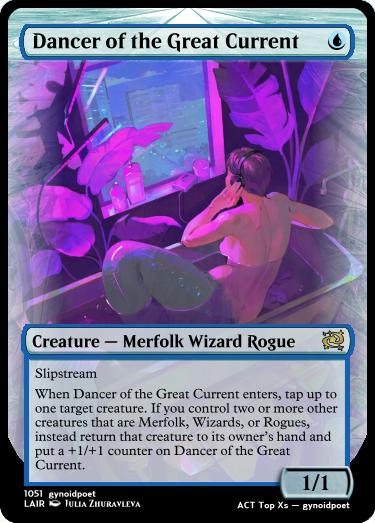 Dancer of the Great Current
Creature — Merfolk Wizard Rogue
Slipstream
When Dancer of the Great Current enters, tap up to
one target creature. If you control two or more other
creatures that are Merfolk, Wizards, or Rogues,
instead return that creature to its owner's hand and
put a +1/+1 counter on Dancer of the Great
Current.
1/1
1051 gynoidpoet
LAIR Julia Zhuravleva
ACT Top Xs — gynoidpoet